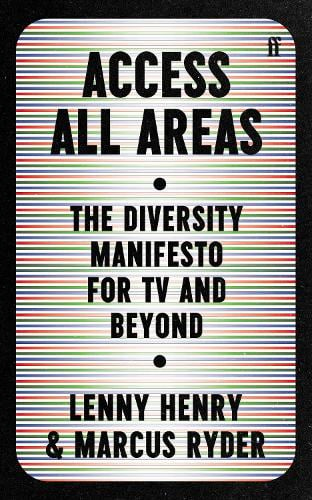 ff
ACCESS
ALL AREAS
THE DIVERSITY
MANIFESTO
FOR TV AND
BEYOND
LENNY HENRY
& MARCUS RYDER